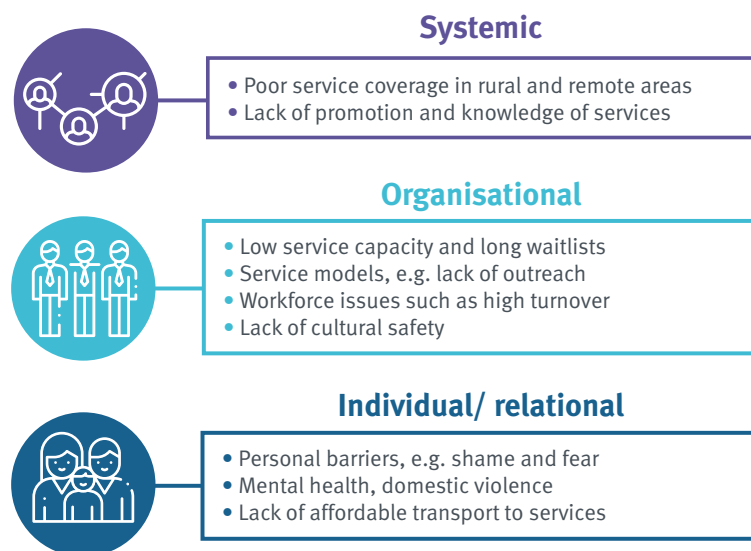 Systemic
• Poor service coverage in rural and remote areas
• Lack of promotion and knowledge of services
Organisational
• Low service capacity and long waitlists
• Service models, e.g. lack of outreach
• Workforce issues such as high turnover
• Lack of cultural safety
Individual/ relational
• Personal barriers, e.g. shame and fear
• Mental health, domestic violence
• Lack of affordable transport to services